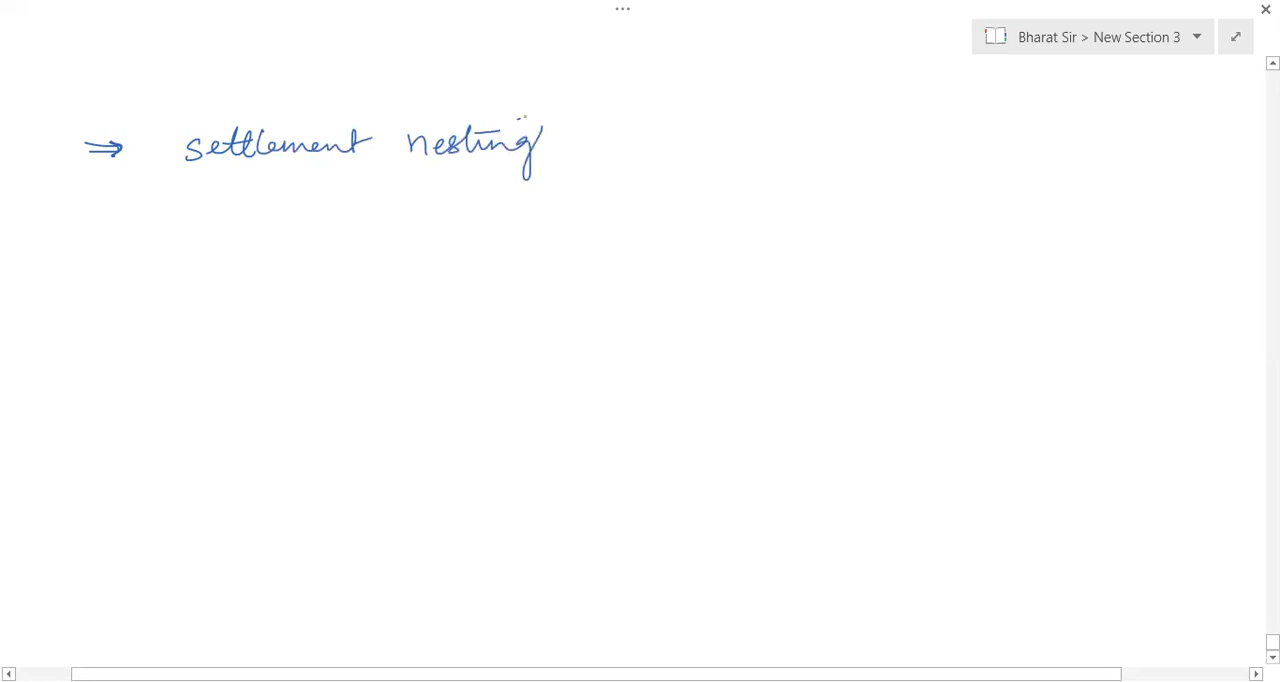 ...
Bharat Sir > New Section 3
⇒ settlement nesting